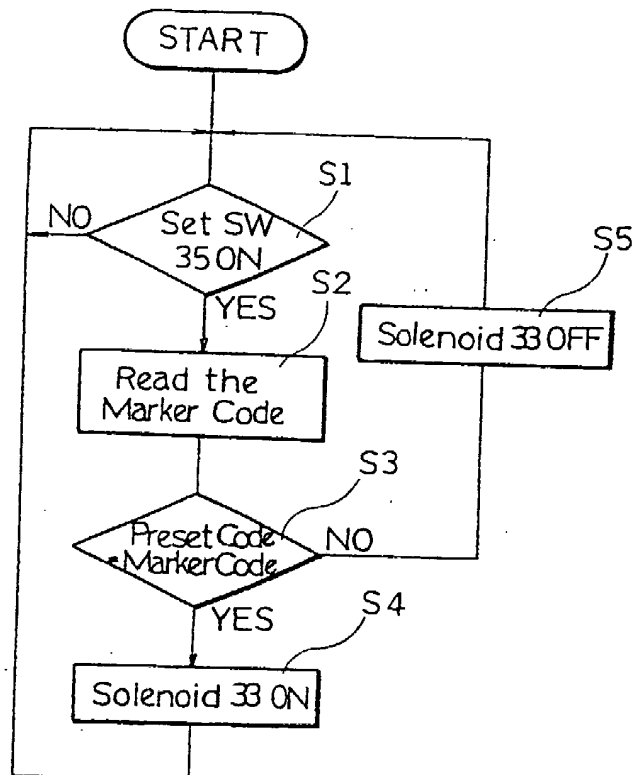 START
S1
NO
Set SW
35 ON
S5
YES
S2
Solenoid 33 OFF
Read the
Marker Code
S3
Preset Code
=Marker Code
NO
YES
S4
Solenoid 33 ON